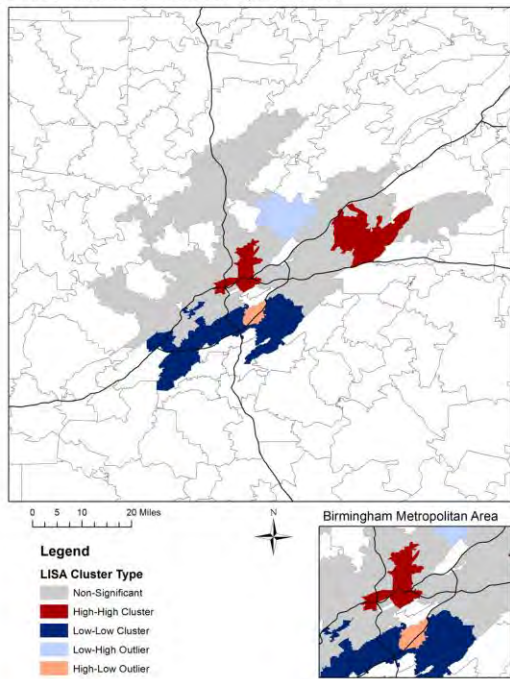 0 5 10 20 Miles
N
Birmingham Metropolitan Area
Legend
LISA Cluster Type
Non-Significant
High-High Cluster
Low-Low Cluster
Low-High Outlier
High-Low Outlier